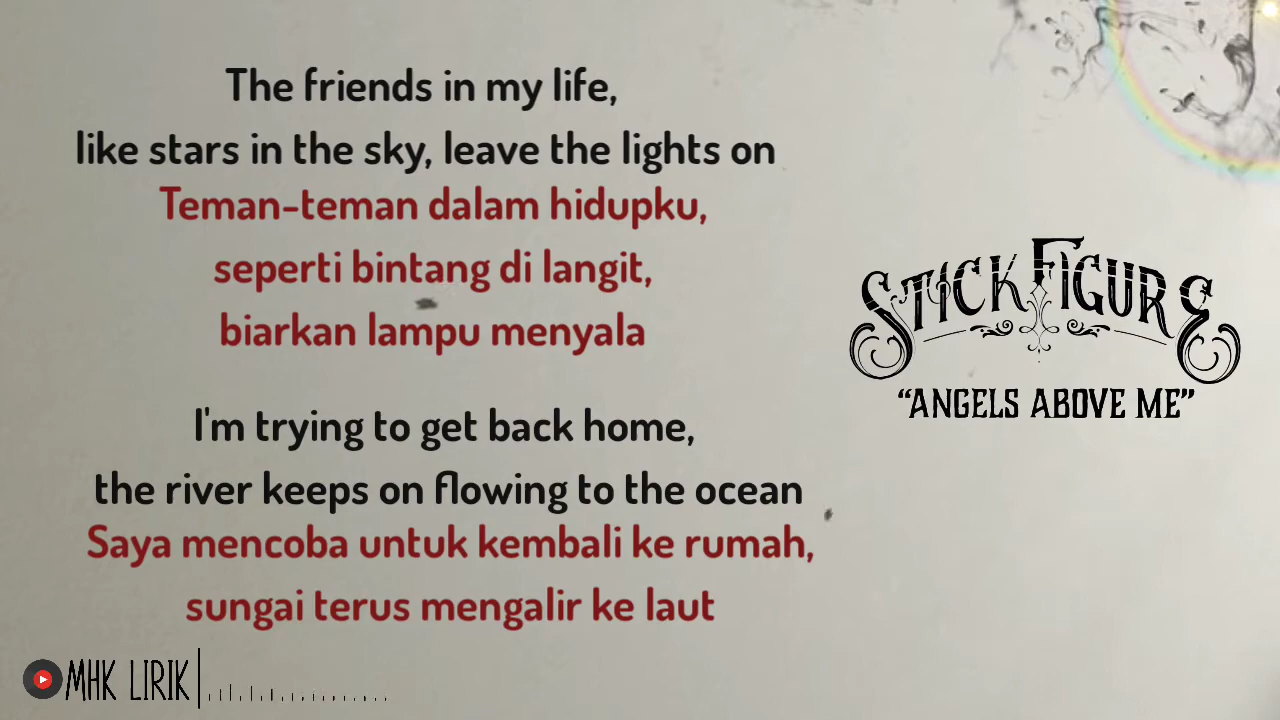 The friends in my life,
like stars in the sky, leave the lights on
Teman-teman dalam hidupku,
seperti bintang di langit,
biarkan lampu menyala
I'm trying to get back home,
the river keeps on flowing to the ocean
Saya mencoba untuk kembali ke rumah,
sungai terus mengalir ke laut
STICK FIGURE
“ANGELS ABOVE ME”
MHK LIRIK